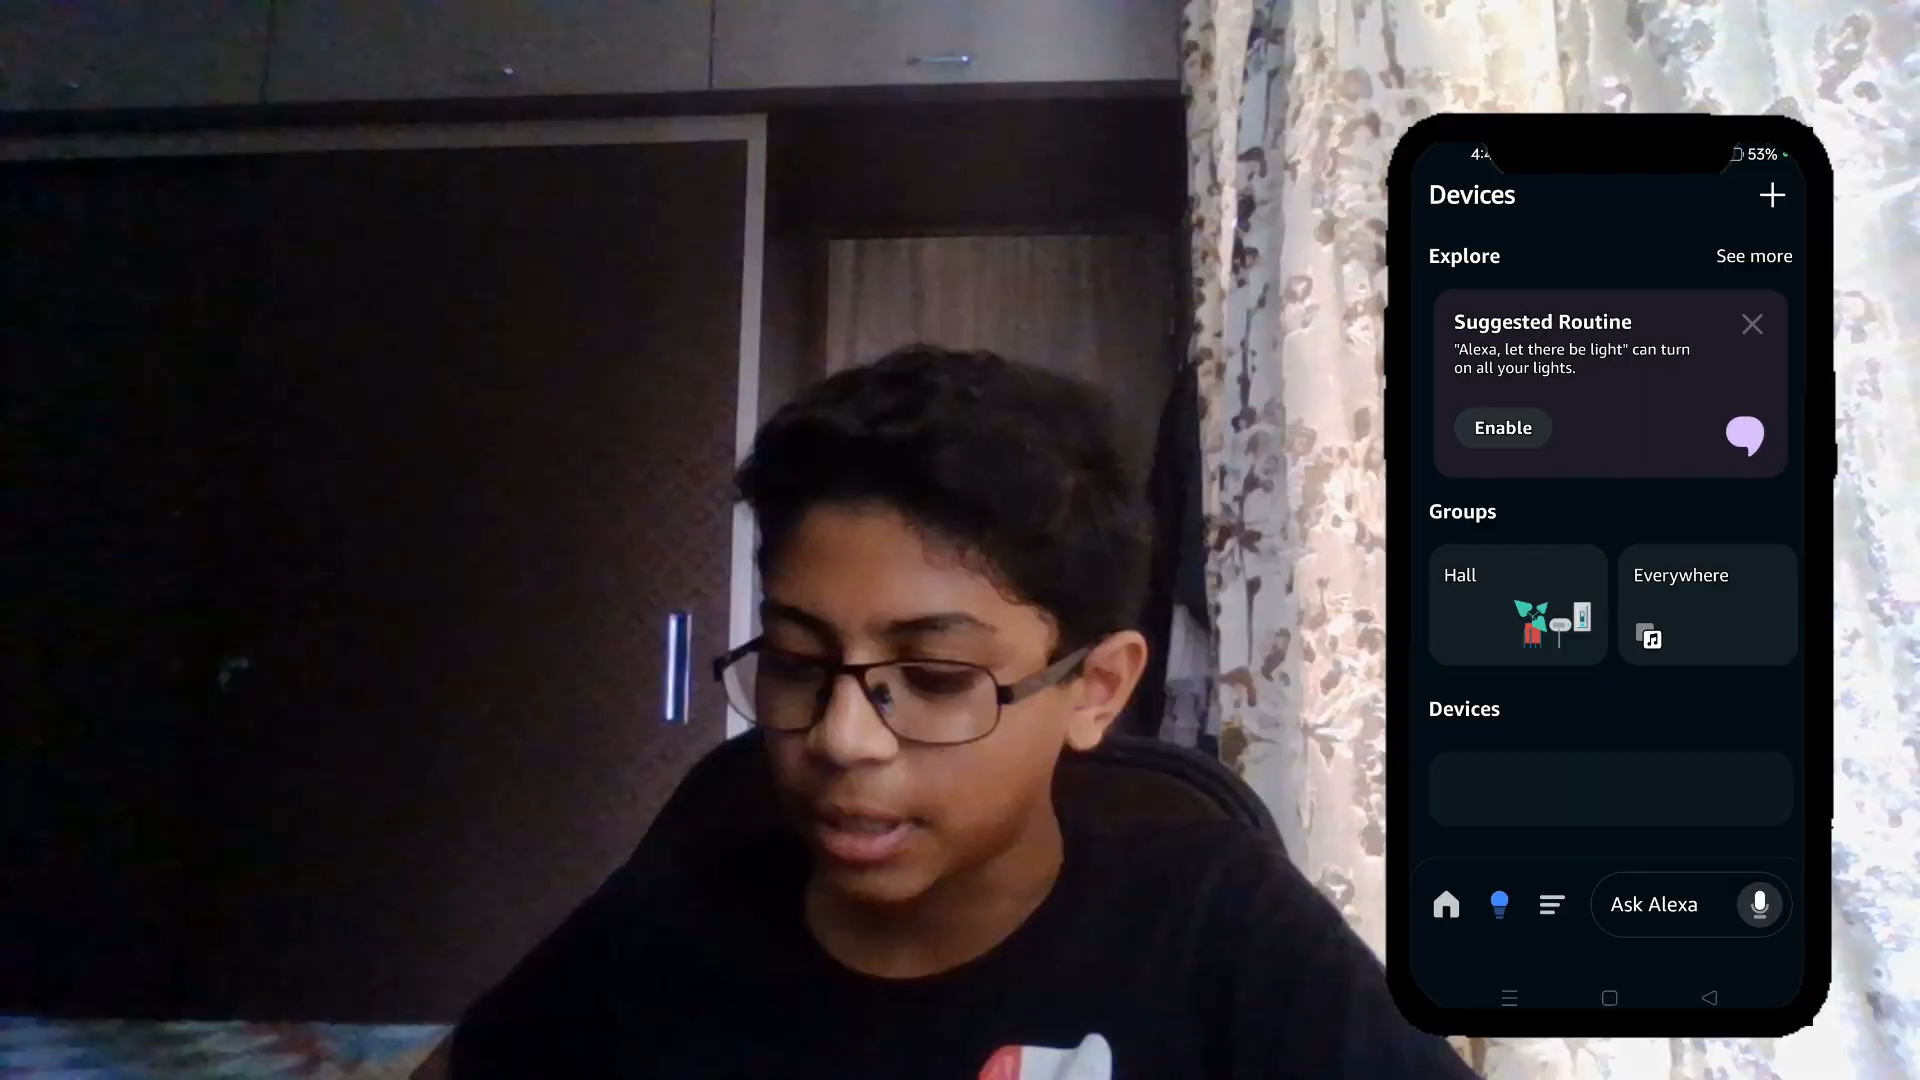 53%
Devices
Explore
See more
Suggested Routine
"Alexa, let there be light" can turn
on all your lights.
Enable
Groups
Hall
Everywhere
Devices
Ask Alexa